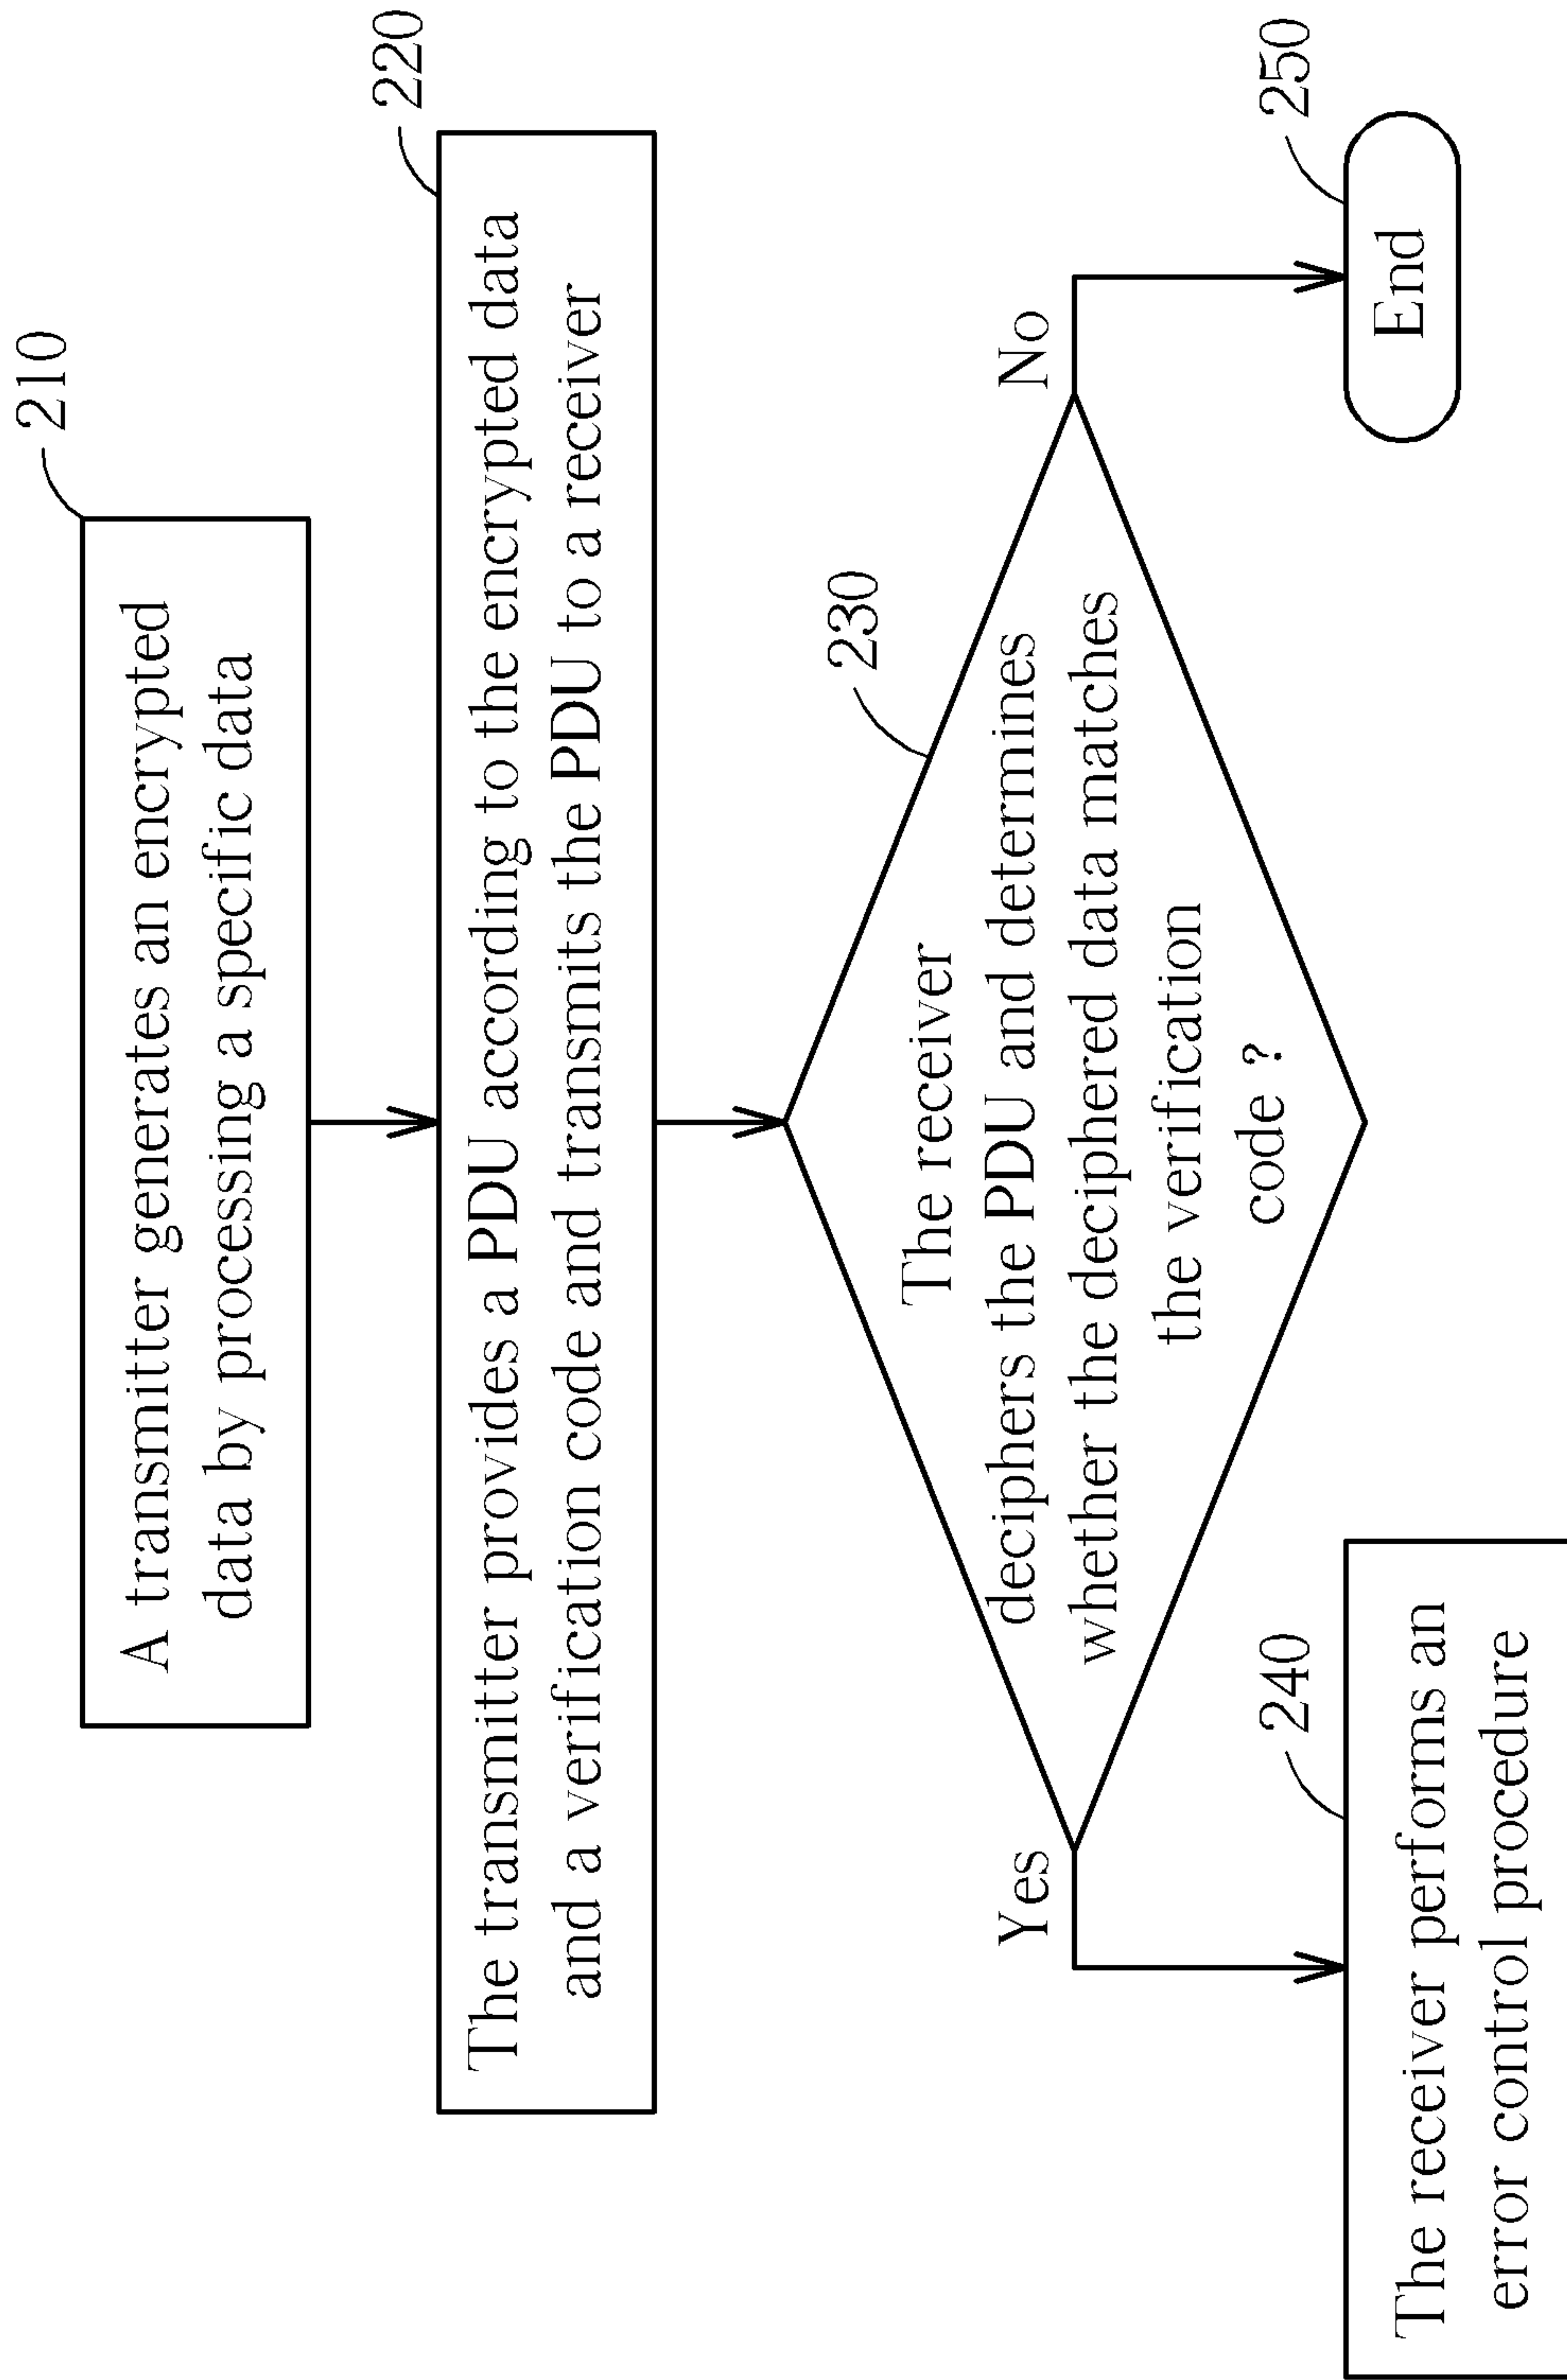 210
A transmitter generates an encrypted
data by processing a specific data
220
The transmitter provides a PDU according to the encrypted data
and a verification code and transmits the PDU to a receiver
230
The receiver
deciphers the PDU and determines
whether the deciphered data matches
the verification
code ?
Yes
No
240
The receiver performs an
error control procedure
250
End